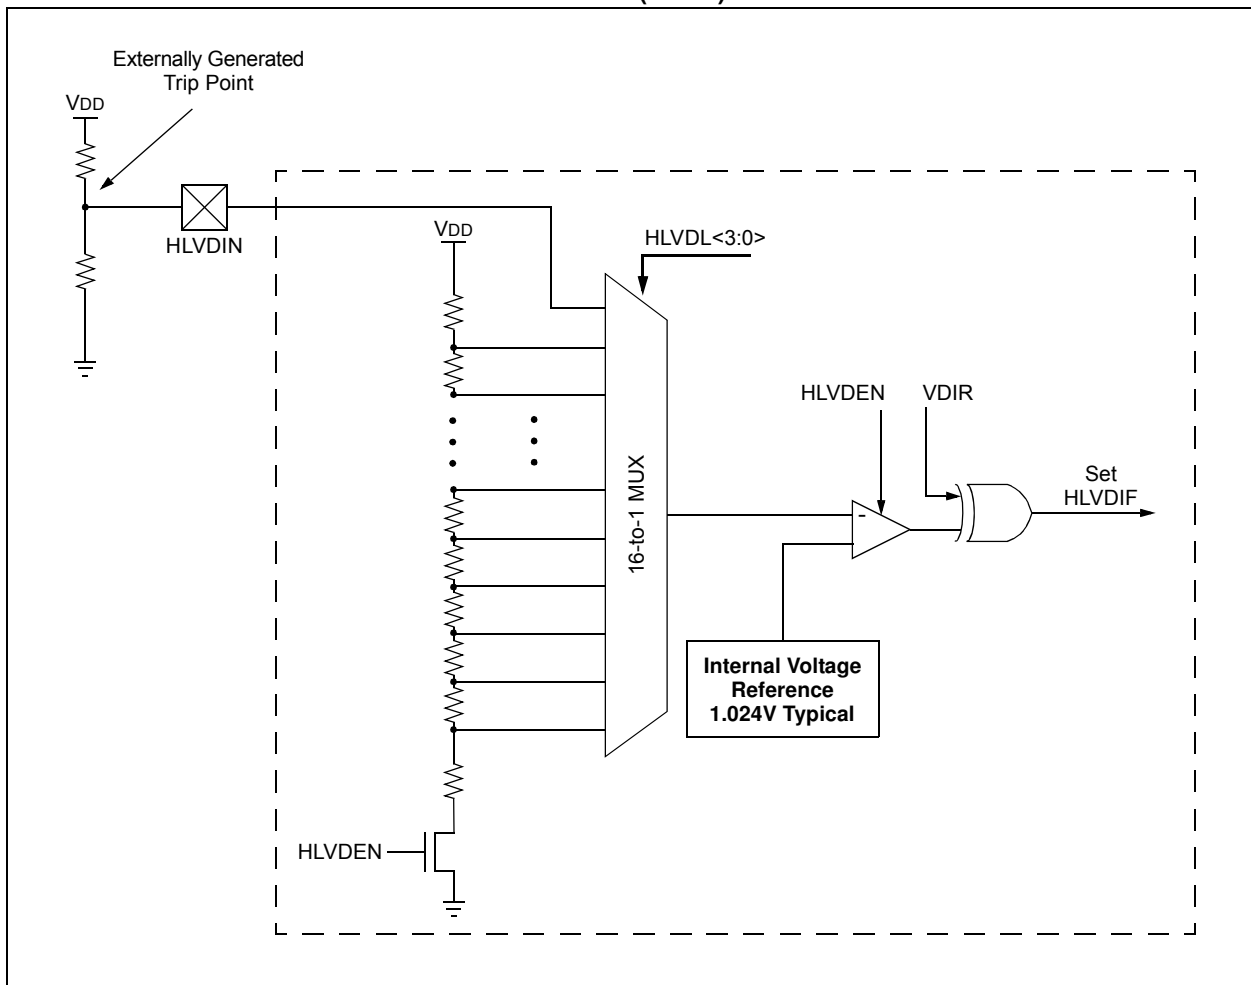 Externally Generated
Trip Point
VDD
HLVDIN
VDD
HLVDL<3:0>
HLVDEN
VDIR
Set
HLVDIF
16-to-1 MUX
-
Internal Voltage
Reference
1.024V Typical
HLVDEN